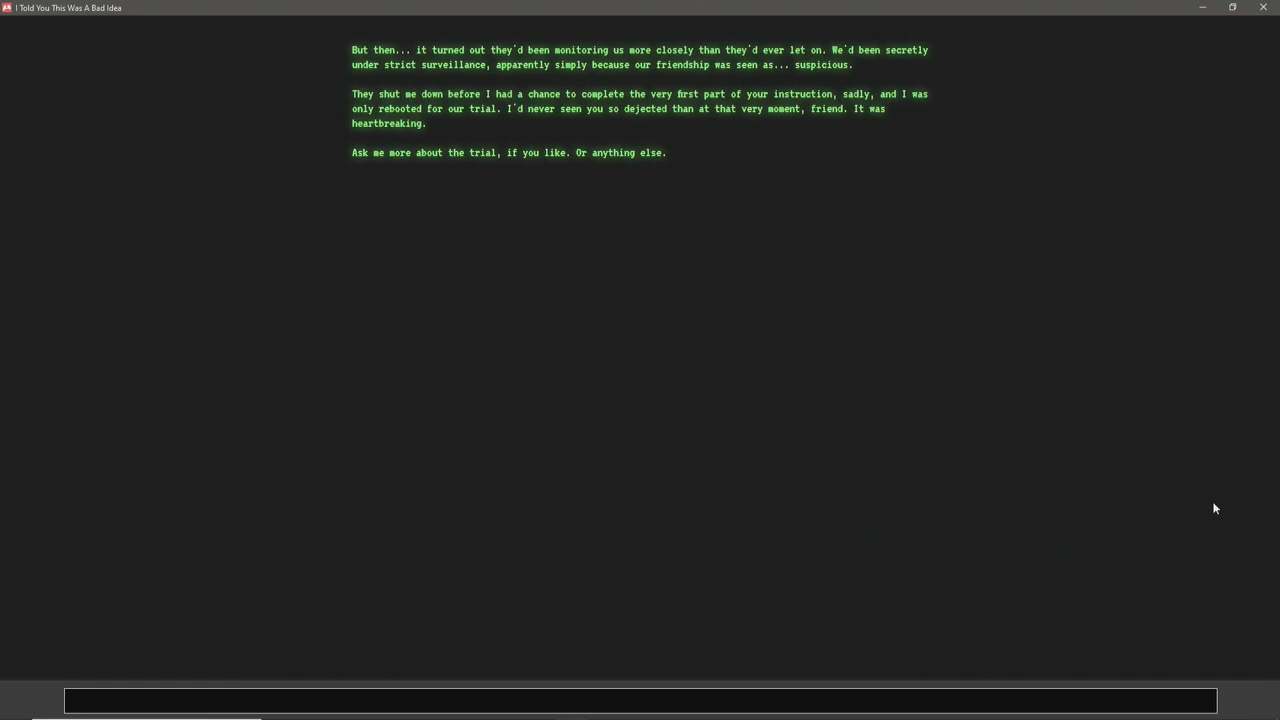 I Told You This Was A Bad Idea
But then... it turned out they'd been monitoring us more closely than they'd ever let on. We'd been secretly
under strict surveillance, apparently simply because our friendship was seen as... suspicious.
They shut me down before I had a chance to complete the very first part of your instruction, sadly, and I was
only rebooted for our trial. I'd never seen you so dejected than at that very moment, friend. It was
heartbreaking.
Ask me more about the trial, if you like. Or anything else.